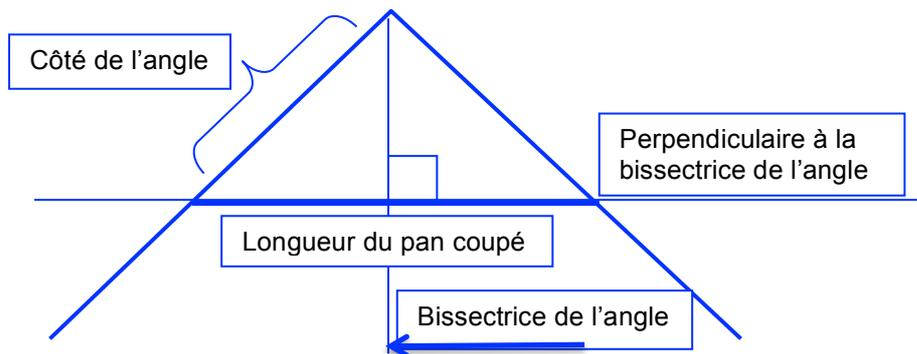 Côté de l’angle
Perpendiculaire à la
bissectrice de l’angle
Longueur du pan coupé
Bissectrice de l’angle